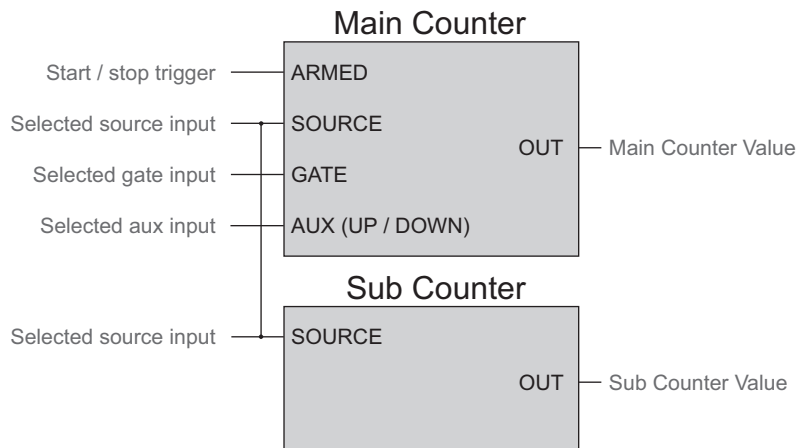 Main Counter
Start / stop trigger ARMED
Selected source input SOURCE
OUT Main Counter Value
Selected gate input GATE
Selected aux input AUX (UP / DOWN)
Sub Counter
Selected source input SOURCE
OUT Sub Counter Value